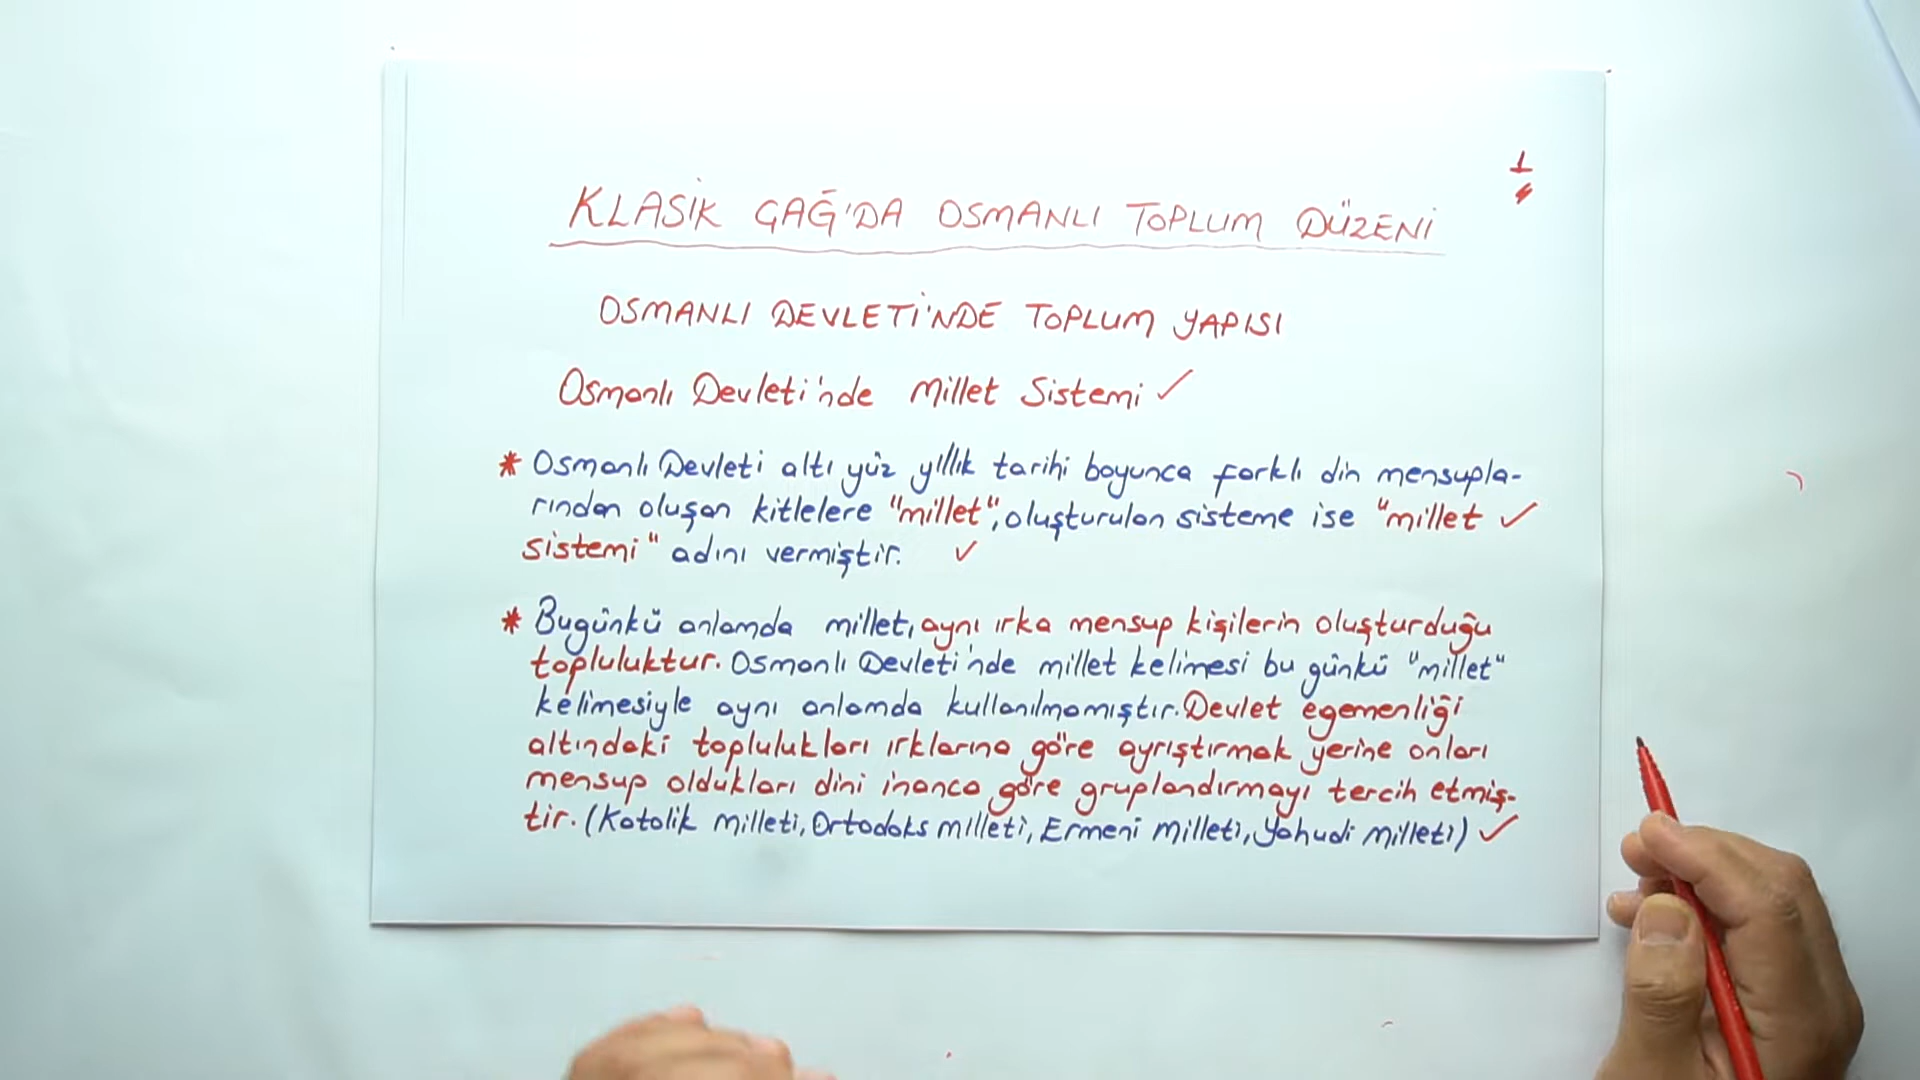 1
KLASİK ÇAĞ'DA OSMANLI TOPLUM DÜZENİ
OSMANLI DEVLETİ'NDE TOPLUM YAPISI
Osmanlı Devleti'nde Millet Sistemi ✓
* Osmanlı Devleti altı yüz yıllık tarihi boyunca farklı din mensupla-
rından oluşan kitlelere "millet", oluşturulan sisteme ise "millet ✓
sistemi" adını vermiştir. ✓
* Bugünkü anlamda millet, aynı ırka mensup kişilerin oluşturduğu
topluluktur. Osmanlı Devleti'nde millet kelimesi bu günkü "millet"
kelimesiyle aynı anlamda kullanılmamıştır. Devlet egemenliği
altındaki toplulukları ırklarına göre ayrıştırmak yerine onları
mensup oldukları dini inanca göre gruplandırmayı tercih etmiş-
tir. (Katolik milleti, Ortodoks milleti, Ermeni milleti, Yahudi milleti) ✓